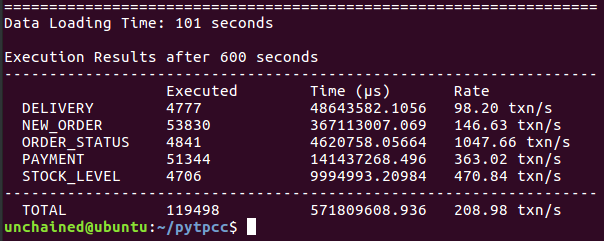 ================================================================
Data Loading Time: 101 seconds
Execution Results after 600 seconds
----------------------------------------------------------------
Executed Time (µs) Rate
DELIVERY 4777 48643582.1056 98.20 txn/s
NEW_ORDER 53830 367113007.069 146.63 txn/s
ORDER_STATUS 4841 4620758.05664 1047.66 txn/s
PAYMENT 51344 141437268.496 363.02 txn/s
STOCK_LEVEL 4706 9994993.20984 470.84 txn/s
----------------------------------------------------------------
TOTAL 119498 571809608.936 208.98 txn/s
unchained@ubuntu:~/pytpcc$